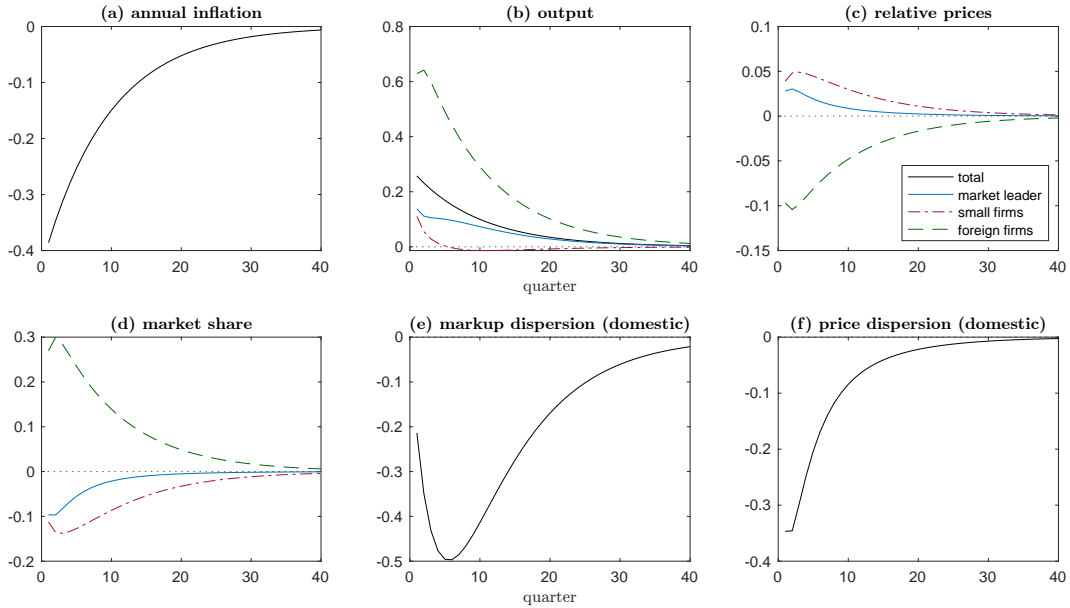 (a) annual inflation
0
-0.1
-0.2
-0.3
-0.4
0 10 20 30 40
(b) output
0.8
0.6
0.4
0.2
0
0 10 20 30 40
quarter
(c) relative prices
0.1
0.05
0
-0.05
-0.1
-0.15
0 10 20 30 40
total
market leader
small firms
foreign firms
(d) market share
0.3
0.2
0.1
0
-0.1
-0.2
0 10 20 30 40
(e) markup dispersion (domestic)
0
-0.1
-0.2
-0.3
-0.4
-0.5
0 10 20 30 40
quarter
(f) price dispersion (domestic)
0
-0.1
-0.2
-0.3
-0.4
0 10 20 30 40